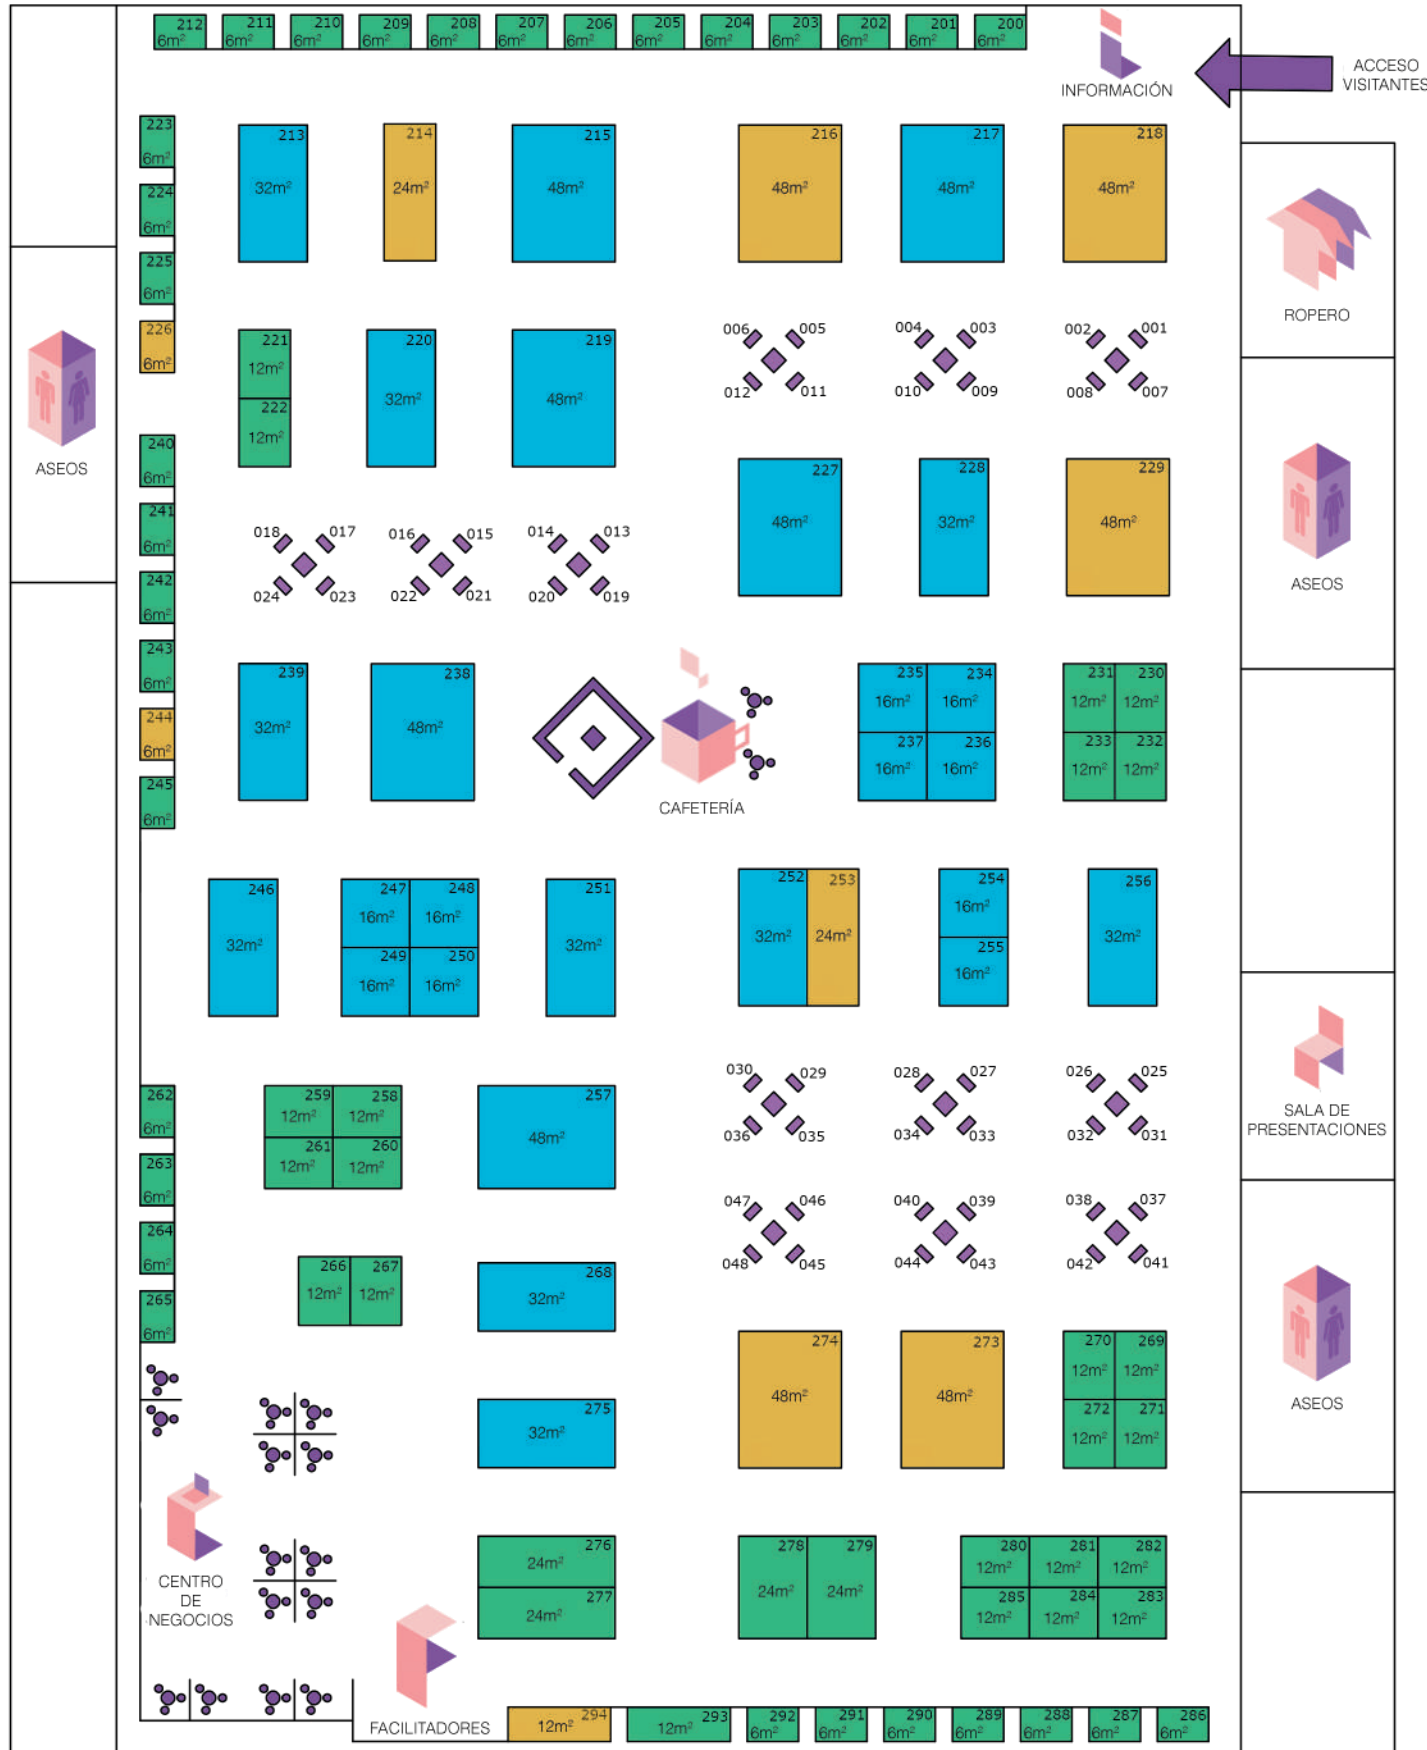 212 211 210 209 208 207 206 205 204 203 202 201 200
6m² 6m² 6m² 6m² 6m² 6m² 6m² 6m² 6m² 6m² 6m² 6m² 6m²
INFORMACIÓN
ACCESO
VISITANTES
223
6m²
224
6m²
225
6m²
226
6m²
213
32m²
214
24m²
215
48m²
216
48m²
217
48m²
218
48m²
ROPERO
221
12m²
222
12m²
220
32m²
219
48m²
006 005 004 003 002 001
012 011 010 009 008 007
ASEOS
240
6m²
241
6m²
242
6m²
243
6m²
244
6m²
245
6m²
227
48m²
228
32m²
229
48m²
ASEOS
018 017 016 015 014 013
024 023 022 021 020 019
239
32m²
238
48m²
CAFETERÍA
235 234
16m² 16m²
237 236
16m² 16m²
231 230
12m² 12m²
233 232
12m² 12m²
246
32m²
247 248
16m² 16m²
249 250
16m² 16m²
251
32m²
252 253
32m² 24m²
254
16m²
255
16m²
256
32m²
030 029 028 027 026 025
036 035 034 033 032 031
SALA DE
PRESENTACIONES
262
6m²
263
6m²
264
6m²
265
6m²
259 258
12m² 12m²
261 260
12m² 12m²
257
48m²
047 046 040 039 038 037
048 045 044 043 042 041
266 267
12m² 12m²
268
32m²
275
32m²
274
48m²
273
48m²
270 269
12m² 12m²
272 271
12m² 12m²
ASEOS
CENTRO
DE
NEGOCIOS
276
24m²
277
24m²
278 279
24m² 24m²
280 281 282
12m² 12m² 12m²
285 284 283
12m² 12m² 12m²
FACILITADORES
294 293 292 291 290 289 288 287 286
12m² 12m² 6m² 6m² 6m² 6m² 6m² 6m² 6m²